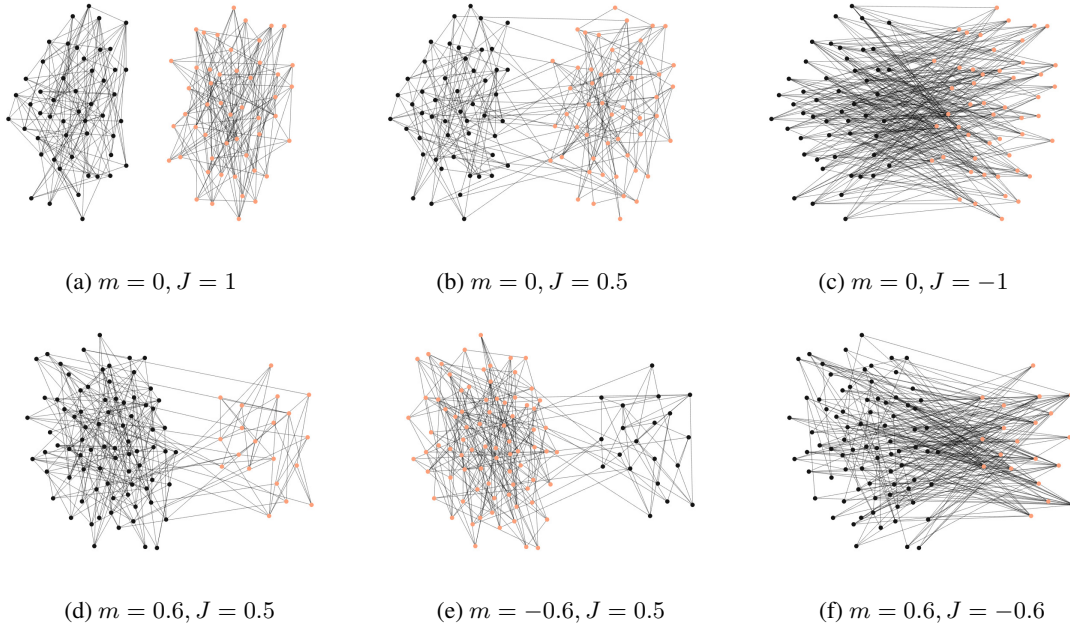 (a) m = 0, J = 1
(b) m = 0, J = 0.5
(c) m = 0, J = −1
(d) m = 0.6, J = 0.5
(e) m = −0.6, J = 0.5
(f) m = 0.6, J = −0.6